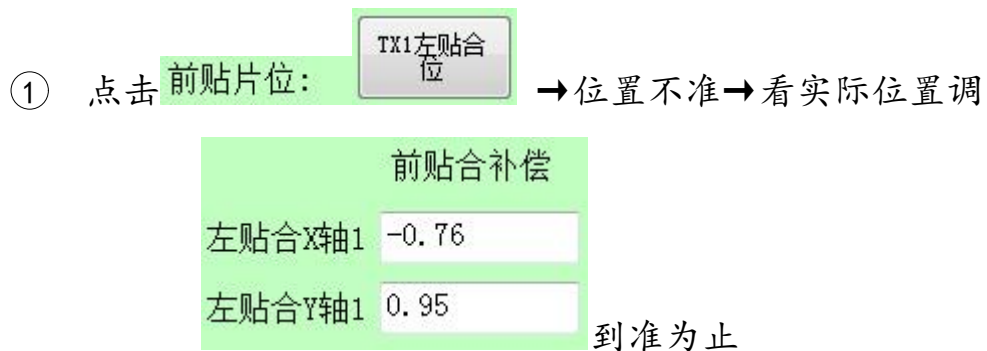 TX1左贴合
① 点击前贴片位: 位 →位置不准→看实际位置调
前贴合补偿
左贴合X轴1 -0.76
左贴合Y轴1 0.95
到准为止